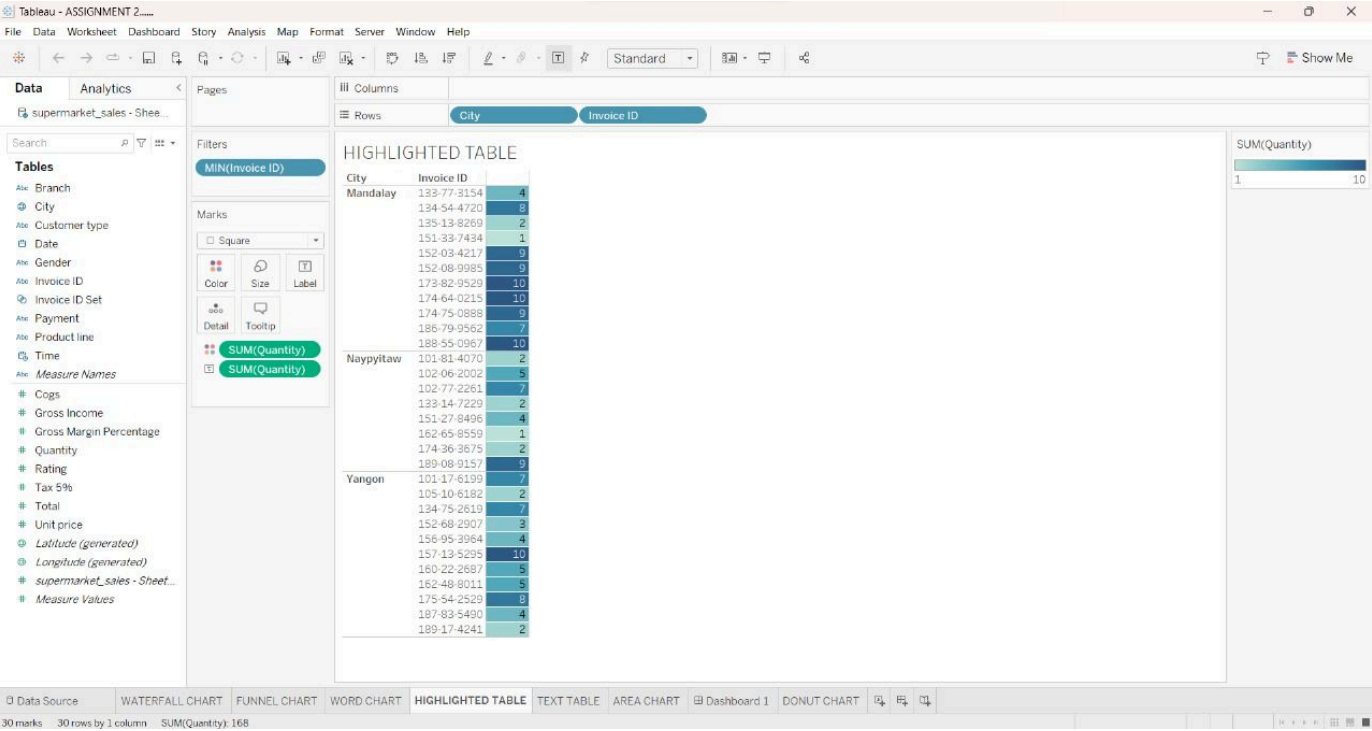 Tableau - ASSIGNMENT 2......
File Data Worksheet Dashboard Story Analysis Map Format Server Window Help
Standard
Show Me
Data Analytics
supermarket_sales - Shee...
Search
Tables
Abc Branch
City
Abc Customer type
Date
Abc Gender
Abc Invoice ID
Invoice ID Set
Abc Payment
Abc Product line
Time
Abc Measure Names
# Cogs
# Gross Income
# Gross Margin Percentage
# Quantity
# Rating
# Tax 5%
# Total
# Unit price
Latitude (generated)
Longitude (generated)
# supermarket_sales - Sheet...
# Measure Values
Pages
Filters
MIN(Invoice ID)
Marks
Square
Color Size Label
Detail Tooltip
SUM(Quantity)
SUM(Quantity)
Columns
Rows City Invoice ID
HIGHLIGHTED TABLE
City Invoice ID
Mandalay 133-77-3154 4
134-54-4720 8
135-13-8269 2
151-33-7434 1
152-03-4217 9
152-08-9985 9
173-82-9529 10
174-64-0215 10
174-75-0888 9
186-79-9562 7
188-55-0967 10
Naypyitaw 101-81-4070 2
102-06-2002 5
102-77-2261 7
133-14-7229 2
151-27-8496 4
162-65-8559 1
174-36-3675 2
189-08-9157 9
Yangon 101-17-6199 7
105-10-6182 2
134-75-2619 7
152-68-2907 3
156-95-3964 4
157-13-5295 10
160-22-2687 5
162-48-8011 5
175-54-2529 8
187-83-5490 4
189-17-4241 2
SUM(Quantity)
1 10
Data Source WATERFALL CHART FUNNEL CHART WORD CHART HIGHLIGHTED TABLE TEXT TABLE AREA CHART Dashboard 1 DONUT CHART
30 marks 30 rows by 1 column SUM(Quantity): 168